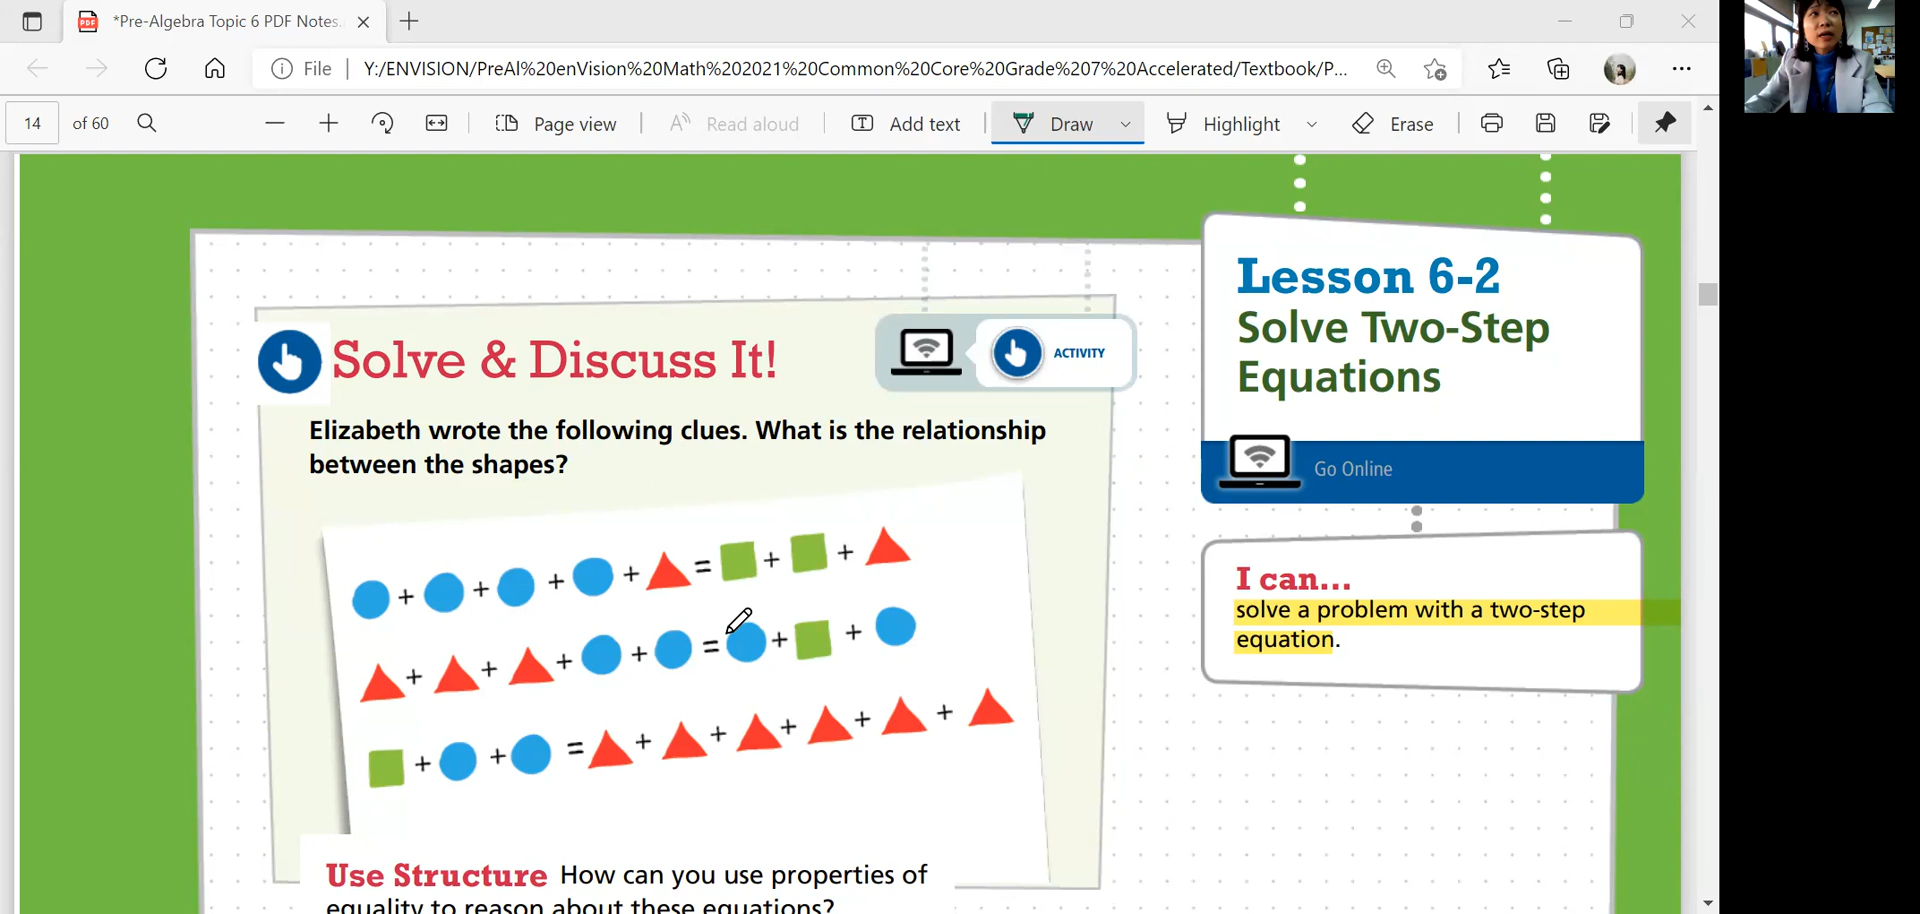 *Pre-Algebra Topic 6 PDF Notes.
File
Y:/ENVISION/PreAl%20enVision%20Math%202021%20Common%20Core%20Grade%207%20Accelerated/Textbook/P...
14 of 60
Page view
Read aloud
Add text
Draw
Highlight
Erase
PDF
Lesson 6-2
Solve Two-Step
Equations
Go Online
I can...
solve a problem with a two-step
equation.
Solve & Discuss It!
ACTIVITY
Elizabeth wrote the following clues. What is the relationship
between the shapes?
+ + + + = + +
+ + + + = + +
+ + = + + + + +
Use Structure How can you use properties of
equality to reason about these equations?